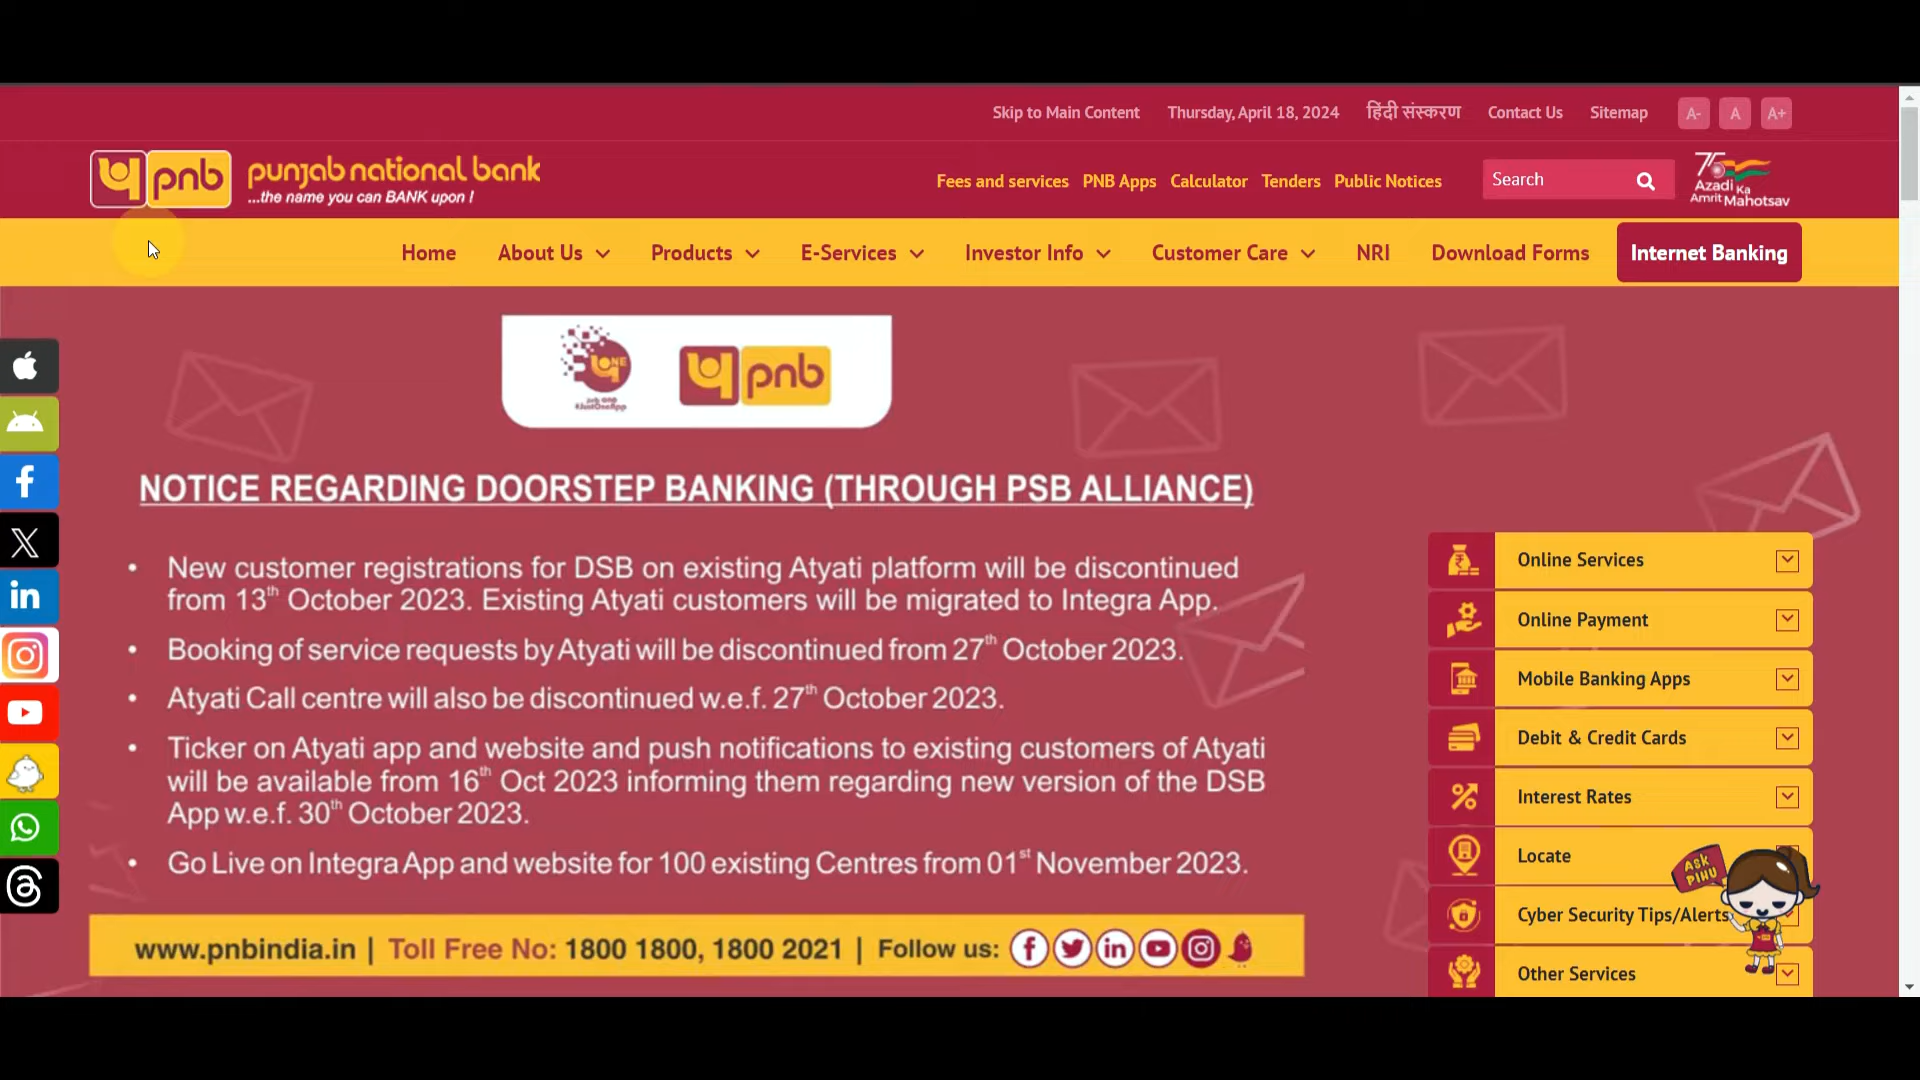 Skip to Main Content Thursday, April 18, 2024 हिंदी संस्करण Contact Us Sitemap A- A A+
पnb punjab national bank
...the name you can BANK upon !
Fees and services PNB Apps Calculator Tenders Public Notices Search
75 Azadi Ka
Amrit Mahotsav
Home About Us Products E-Services Investor Info Customer Care NRI Download Forms Internet Banking
ONE
pnb
NOTICE REGARDING DOORSTEP BANKING (THROUGH PSB ALLIANCE)
• New customer registrations for DSB on existing Atyati platform will be discontinued
from 13th October 2023. Existing Atyati customers will be migrated to Integra App.
• Booking of service requests by Atyati will be discontinued from 27th October 2023.
• Atyati Call centre will also be discontinued w.e.f. 27th October 2023.
• Ticker on Atyati app and website and push notifications to existing customers of Atyati
will be available from 16th Oct 2023 informing them regarding new version of the DSB
App w.e.f. 30th October 2023.
• Go Live on Integra App and website for 100 existing Centres from 01st November 2023.
www.pnbindia.in | Toll Free No: 1800 1800, 1800 2021 | Follow us:
Online Services
Online Payment
Mobile Banking Apps
Debit & Credit Cards
Interest Rates
Locate
ASK
PIHU
Cyber Security Tips/Alerts
Other Services